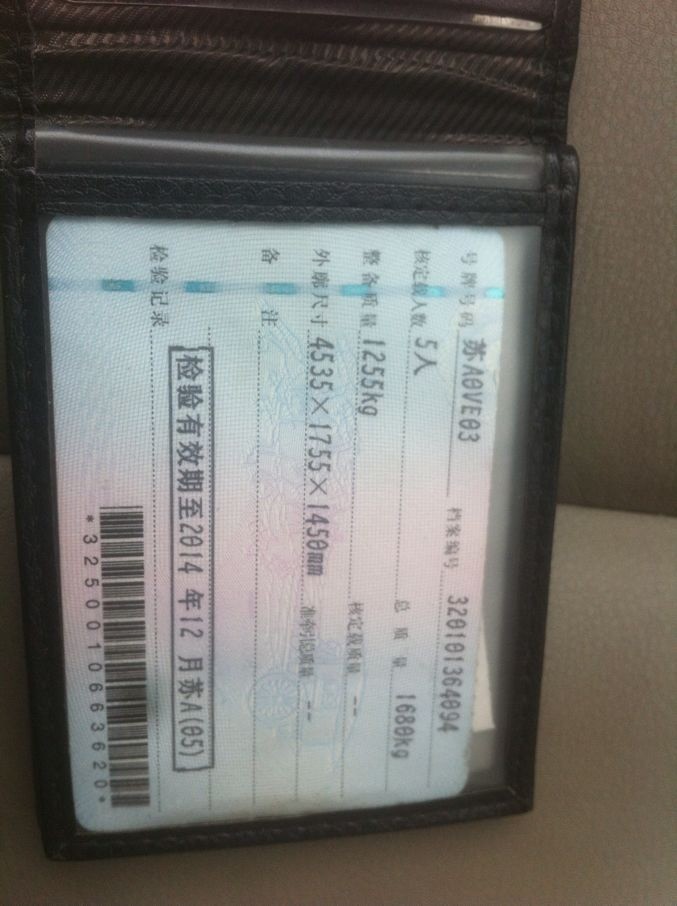 号牌号码 苏A0VE03 档案编号 320101364094
核定载人数 5人 总质量 1680kg
整备质量 1255kg 核定载质量 --
外廓尺寸 4535×1755×1450mm 准牵引总质量 --
备注
检验有效期至2014年12月苏A(05)
检验记录
*3250010663620*